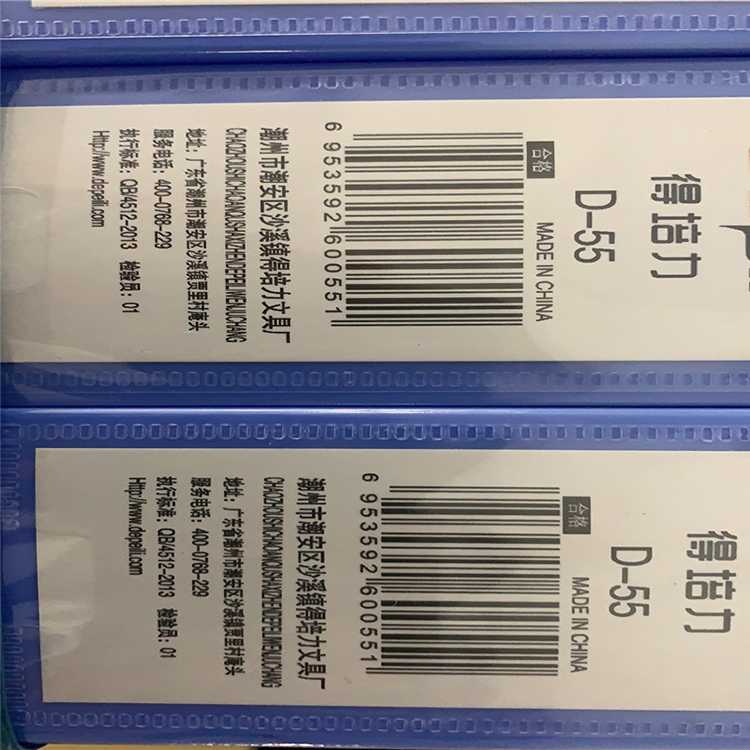 得培力
D-55
MADE IN CHINA
合格
6 953592 600551
潮州市潮安区沙溪镇得培力文具厂
CHAOZHOUSHICHAOANQUSHAXIZHENDEPEILIWENJUCHANG
地址：广东省潮州市潮安区沙溪镇贾里村庵头
服务电话：400-0768-229
执行标准：QB/4512-2013 检验员：01
Http://www.depeili.com
得培力
D-55
MADE IN CHINA
合格
6 953592 600551
潮州市潮安区沙溪镇得培力文具厂
CHAOZHOUSHICHAOANQUSHAXIZHENDEPEILIWENJUCHANG
地址：广东省潮州市潮安区沙溪镇贾里村庵头
服务电话：400-0768-229
执行标准：QB/4512-2013 检验员：01
Http://www.depeili.com